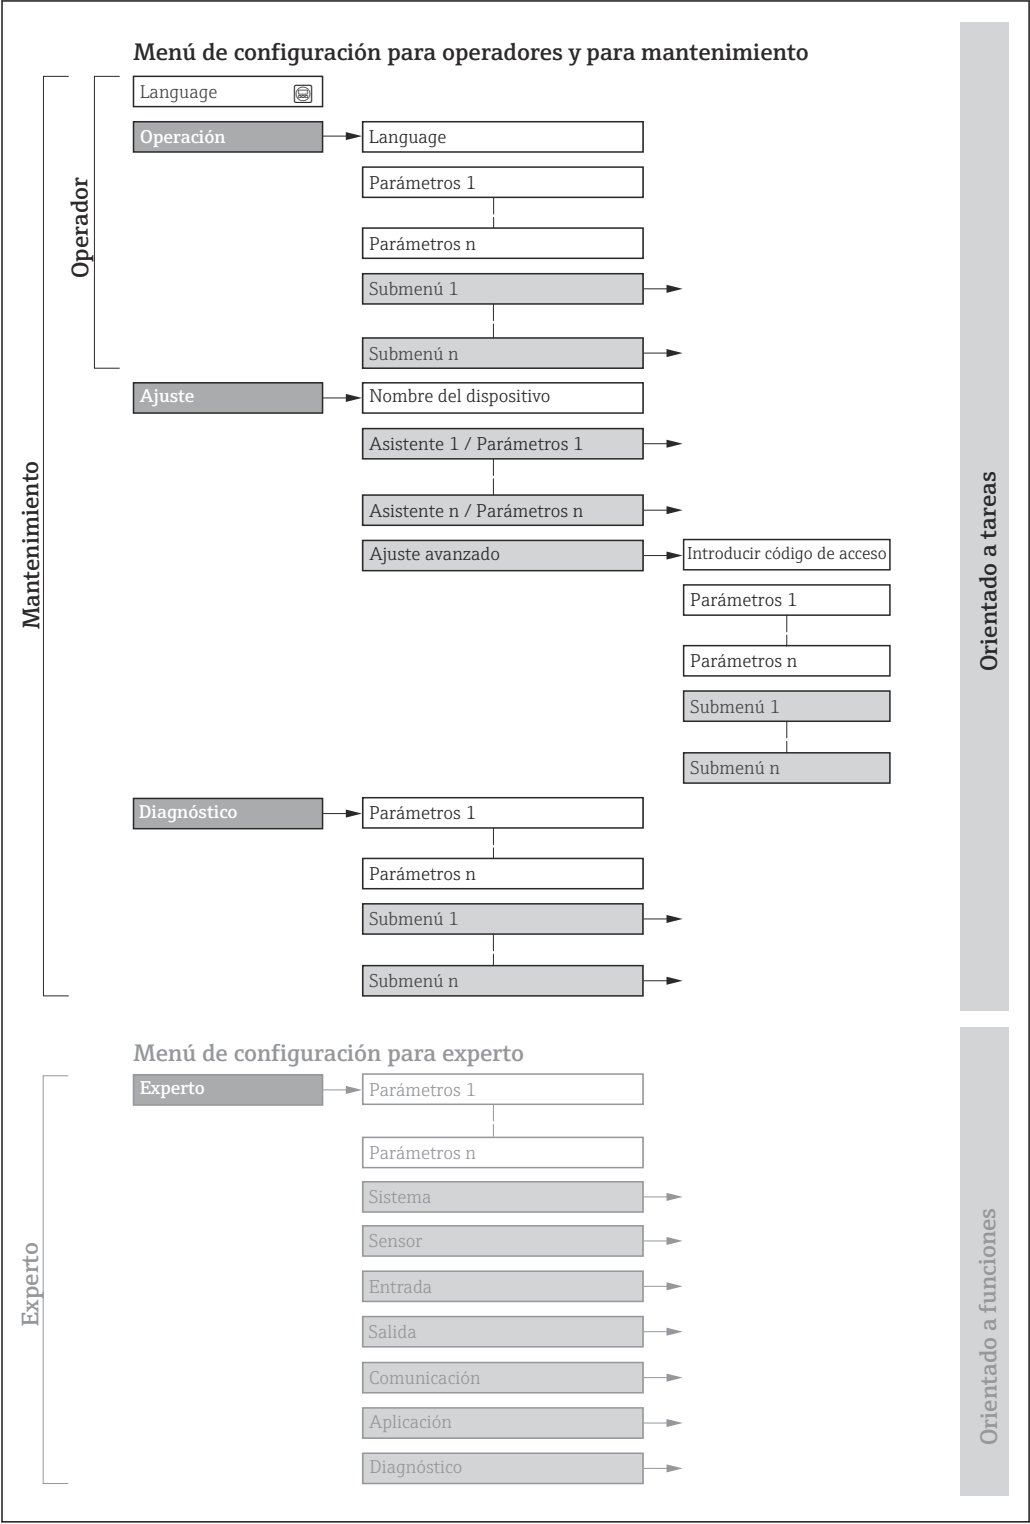 Menú de configuración para operadores y para mantenimiento
Language
Operación
Language
Parámetros 1
Parámetros n
Submenú 1
Submenú n
Operador
Ajuste
Nombre del dispositivo
Asistente 1 / Parámetros 1
Asistente n / Parámetros n
Ajuste avanzado
Introducir código de acceso
Parámetros 1
Parámetros n
Submenú 1
Submenú n
Mantenimiento
Orientado a tareas
Diagnóstico
Parámetros 1
Parámetros n
Submenú 1
Submenú n
Menú de configuración para experto
Experto
Parámetros 1
Parámetros n
Sistema
Sensor
Entrada
Salida
Comunicación
Aplicación
Diagnóstico
Experto
Orientado a funciones